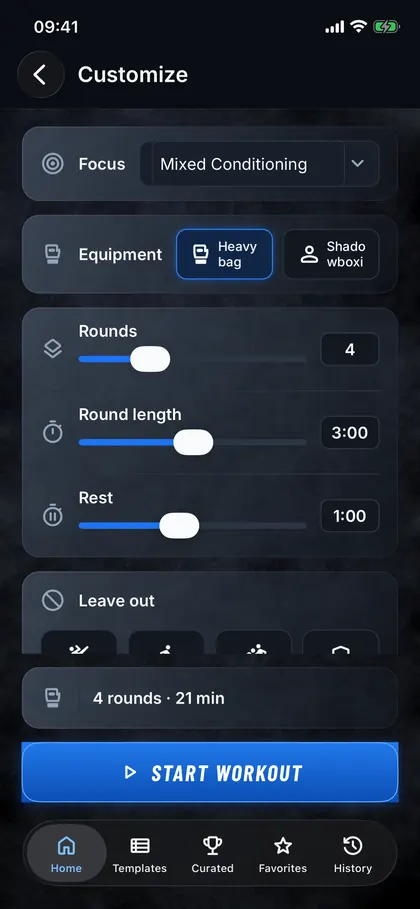 09:41
Customize
Focus
Mixed Conditioning
Equipment
Heavy
bag
Shado
wboxi
Rounds
4
Round length
3:00
Rest
1:00
Leave out
4 rounds · 21 min
START WORKOUT
Home
Templates
Curated
Favorites
History